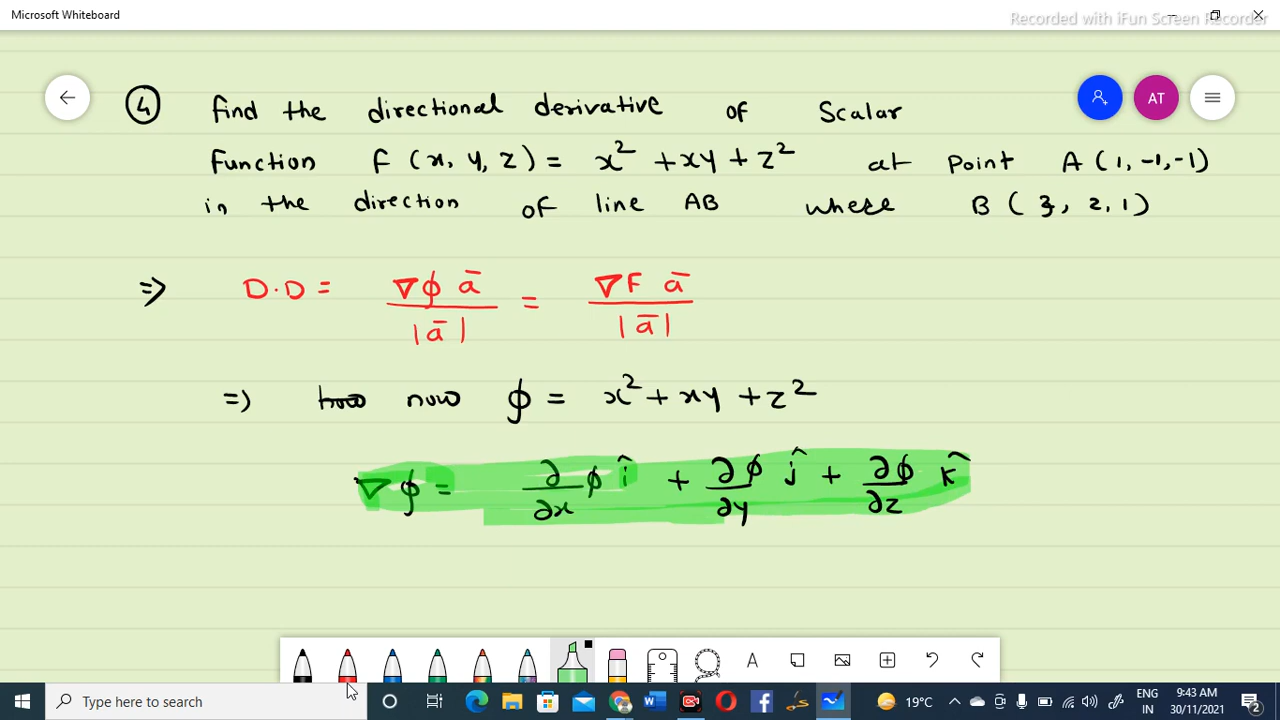 Microsoft Whiteboard
Recorded with iFun Screen Recorder
④ find the directional derivative of Scalar
AT
Function f (x, y, z) = x² + xy + z² at point A (1, -1, -1)
in the direction of line AB where B ( 3, 2, 1 )
⇒ D.D = ∇ϕ ā / |ā| = ∇F ā / |ā|
⇒ now ϕ = x² + xy + z²
∇ϕ = ∂/∂x ϕ î + ∂ϕ/∂y ĵ + ∂ϕ/∂z k̂
A
Type here to search
19°C
ENG
IN
9:43 AM
30/11/2021
2